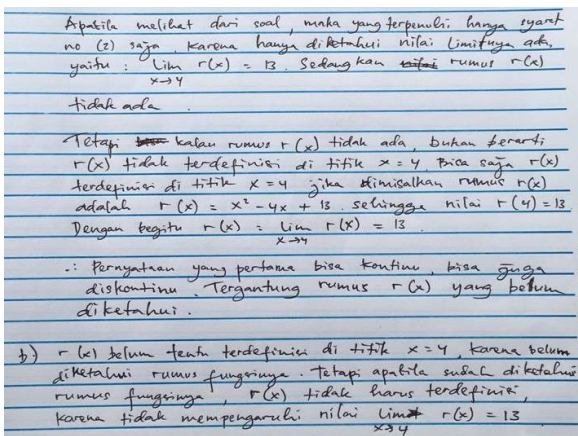 Apabila melihat dari soal, maka yang terpenuhi hanya syarat
no (2) saja. karena hanya diketahui nilai limitnya ada,
yaitu : lim r(x) = 13. Sedangkan rumus r(x)
x→4
tidak ada.
Tetapi kalau rumus r(x) tidak ada, bukan berarti
r(x) tidak terdefinisi di titik x = 4. Bisa saja r(x)
terdefinisi di titik x = 4 jika dimisalkan rumus r(x)
adalah r(x) = x² - 4x + 13. sehingga nilai r(4) = 13.
Dengan begitu r(x) = lim r(x) = 13.
x→4
∴ Pernyataan yang pertama bisa kontinu, bisa juga
diskontinu. Tergantung rumus r(x) yang belum
diketahui.
b) r(x) belum tentu terdefinisi di titik x = 4, karena belum
diketahui rumus fungsinya. Tetapi apabila sudah diketahui
rumus fungsinya, r(x) tidak harus terdefinisi,
karena tidak mempengaruhi nilai lim r(x) = 13
x→4